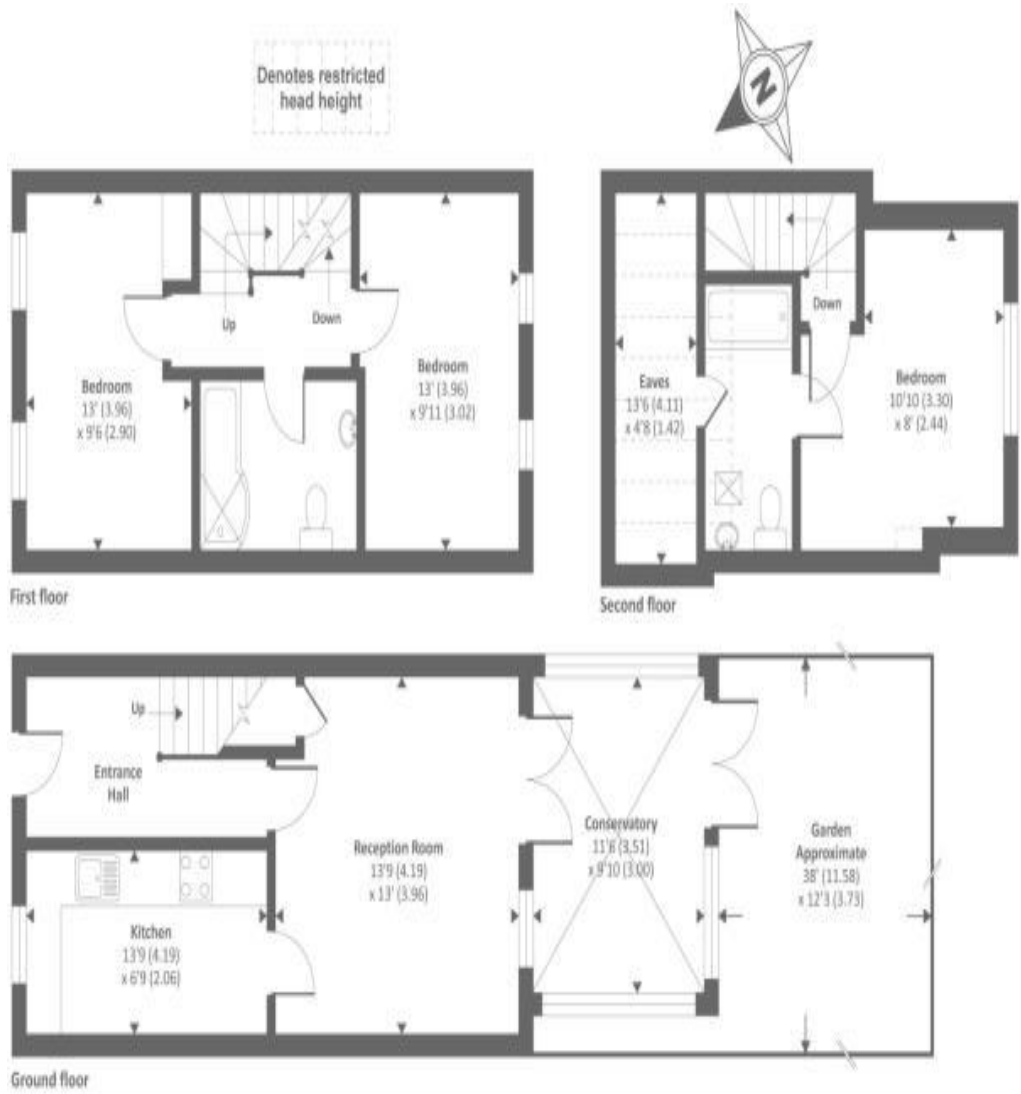 Denotes restricted
head height
N
Up
Down
Bedroom
13' (3.96)
x 9'6 (2.90)
Bedroom
13' (3.96)
x 9'11 (3.02)
First floor
Down
Eaves
13'6 (4.11)
x 4'8 (1.42)
Bedroom
10'10 (3.30)
x 8' (2.44)
Second floor
Up
Entrance
Hall
Reception Room
13'9 (4.19)
x 13' (3.96)
Conservatory
11'6 (3.51)
x 9'10 (3.00)
Garden
Approximate
38' (11.58)
x 12'3 (3.73)
Kitchen
13'9 (4.19)
x 6'9 (2.06)
Ground floor